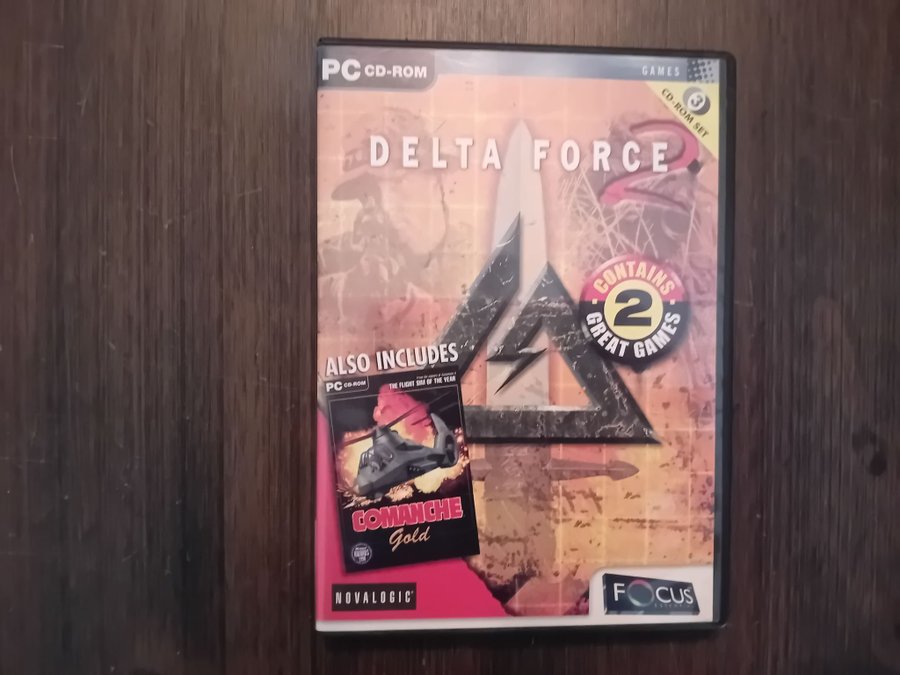 PC CD-ROM
GAMES
3
CD-ROM SET
DELTA FORCE 2
CONTAINS
2
GREAT GAMES
ALSO INCLUDES
PC CD-ROM
THE FLIGHT SIM OF THE YEAR
COMANCHE
Gold
NOVALOGIC
FOCUS